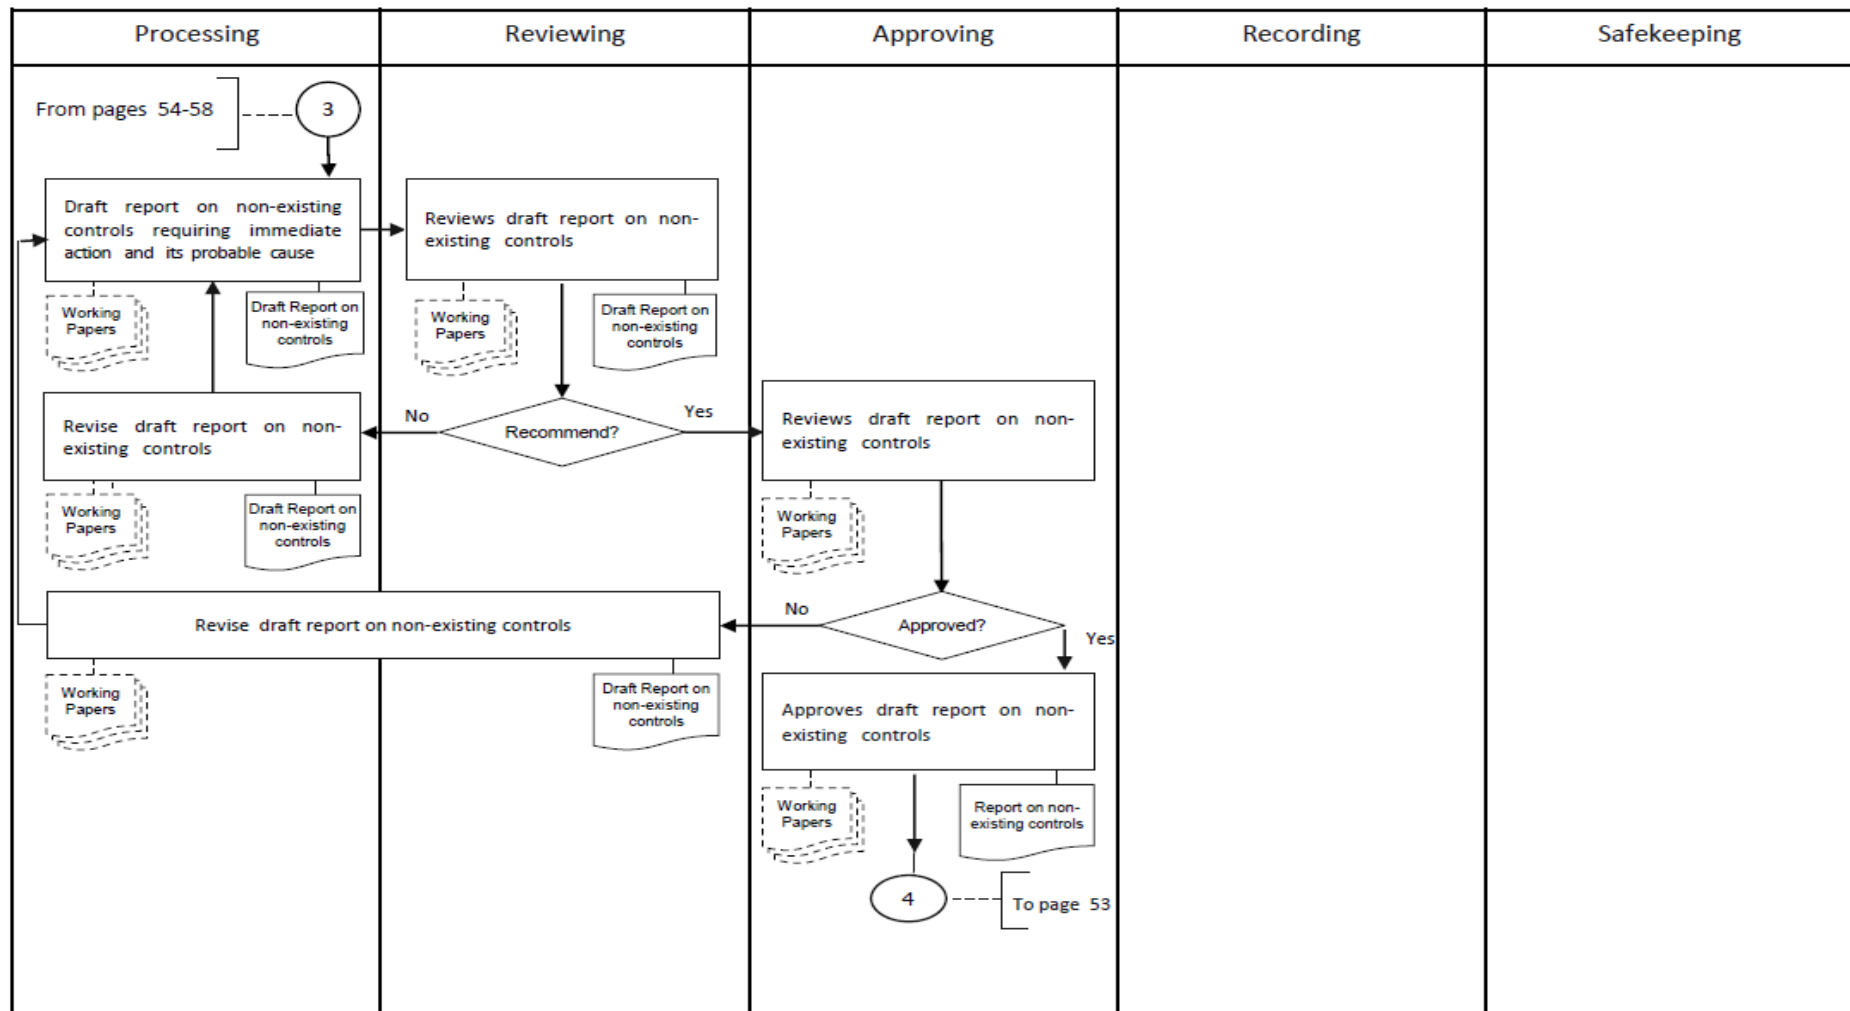 Processing
Reviewing
Approving
Recording
Safekeeping
From pages 54-58
3
Draft report on non-existing
controls requiring immediate
action and its probable cause
Working
Papers
Draft Report on
non-existing
controls
Reviews draft report on non-
existing controls
Working
Papers
Draft Report on
non-existing
controls
No
Recommend?
Yes
Revise draft report on non-
existing controls
Working
Papers
Draft Report on
non-existing
controls
Reviews draft report on non-
existing controls
Working
Papers
No
Approved?
Yes
Revise draft report on non-existing controls
Working
Papers
Draft Report on
non-existing
controls
Approves draft report on non-
existing controls
Working
Papers
Report on non-
existing controls
4
To page 53